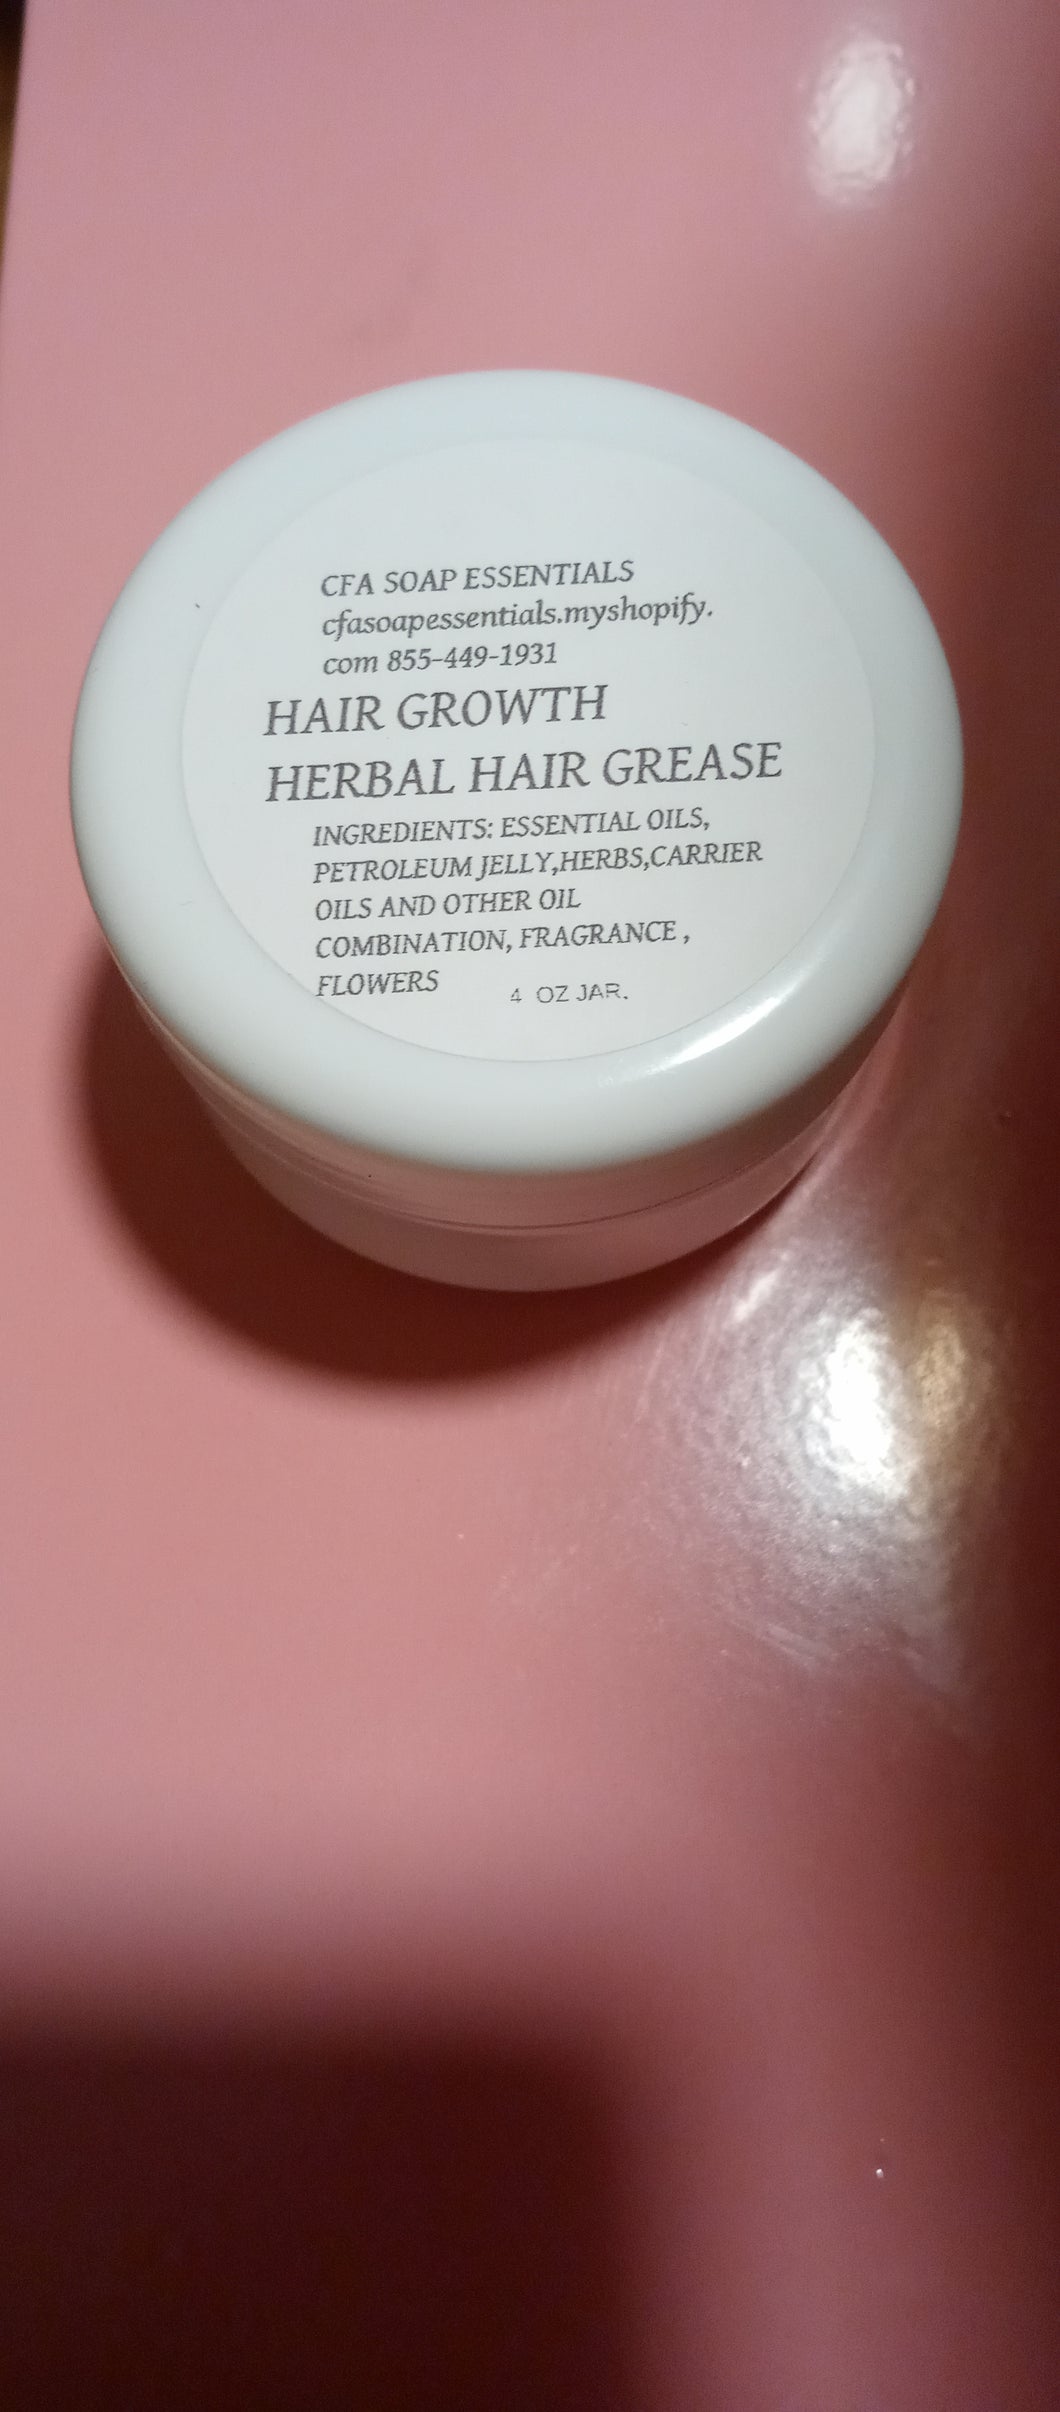 CFA SOAP ESSENTIALS
cfasoapessentials.myshopify.
com 855-449-1931
HAIR GROWTH
HERBAL HAIR GREASE
INGREDIENTS: ESSENTIAL OILS,
PETROLEUM JELLY,HERBS,CARRIER
OILS AND OTHER OIL
COMBINATION, FRAGRANCE ,
FLOWERS
4 OZ JAR.